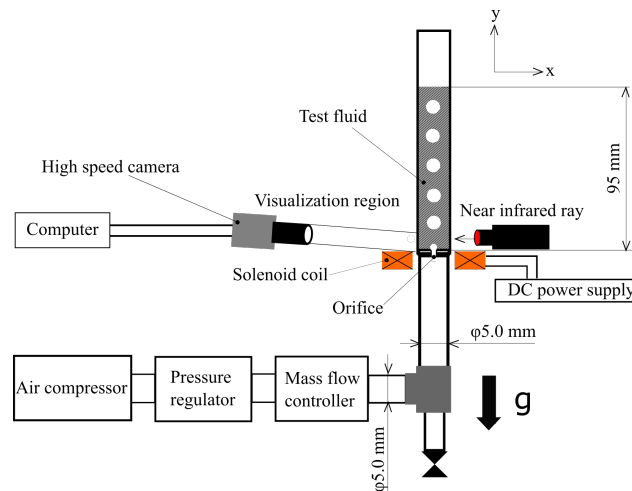 y
x
Test fluid
High speed camera
Visualization region
95 mm
Near infrared ray
Computer
Solenoid coil
DC power supply
Orifice
φ5.0 mm
Air compressor
Pressure
regulator
Mass flow
controller
g
φ5.0 mm